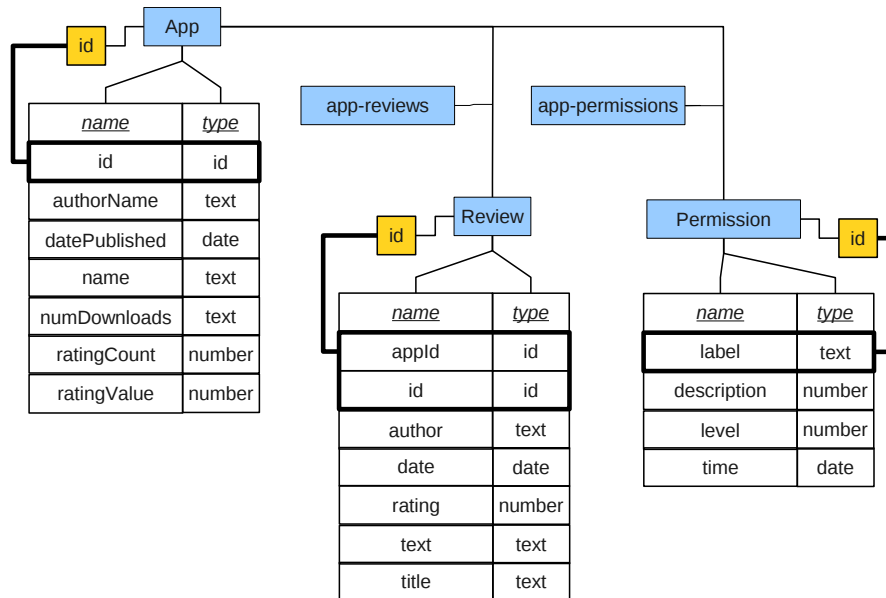 App
id
name type
id id
authorName text
datePublished date
name text
numDownloads text
ratingCount number
ratingValue number
app-reviews
app-permissions
Review
id
name type
appId id
id id
author text
date date
rating number
text text
title text
Permission
id
name type
label text
description number
level number
time date